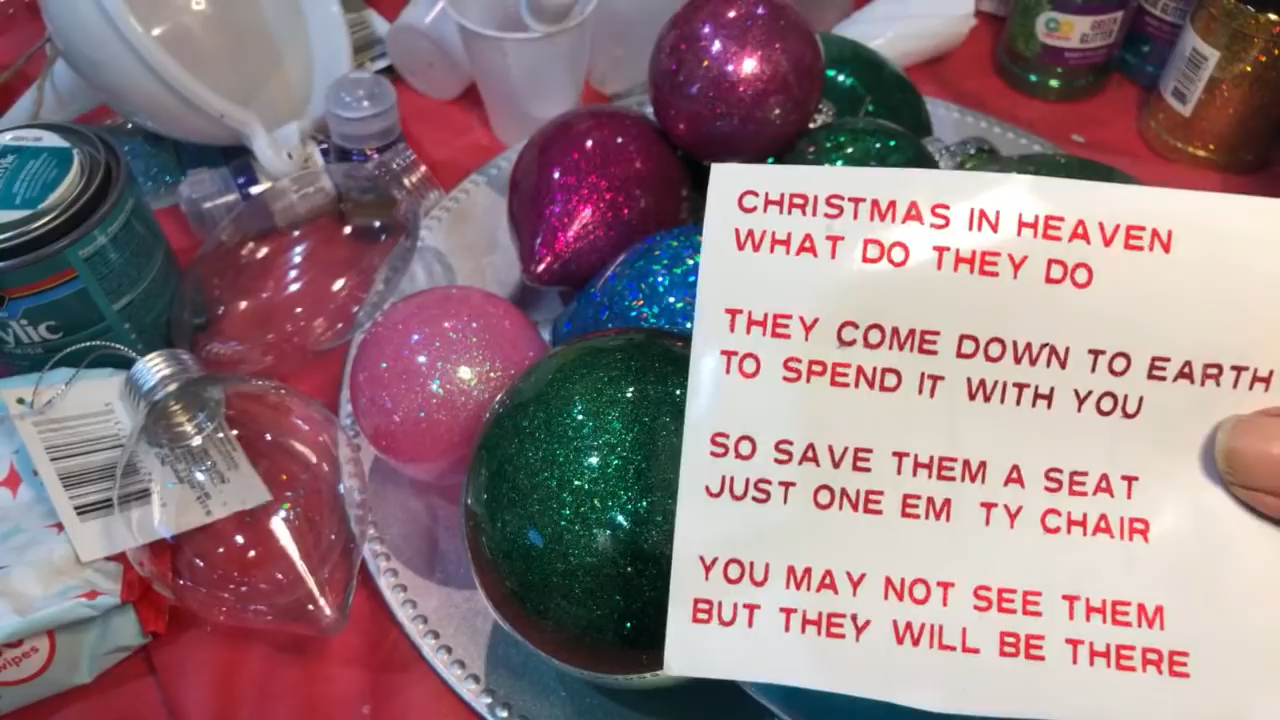 CHRISTMAS IN HEAVEN
WHAT DO THEY DO
THEY COME DOWN TO EARTH
TO SPEND IT WITH YOU
SO SAVE THEM A SEAT
JUST ONE EM TY CHAIR
YOU MAY NOT SEE THEM
BUT THEY WILL BE THERE
GREEN
GLITTER
ylic
wipes